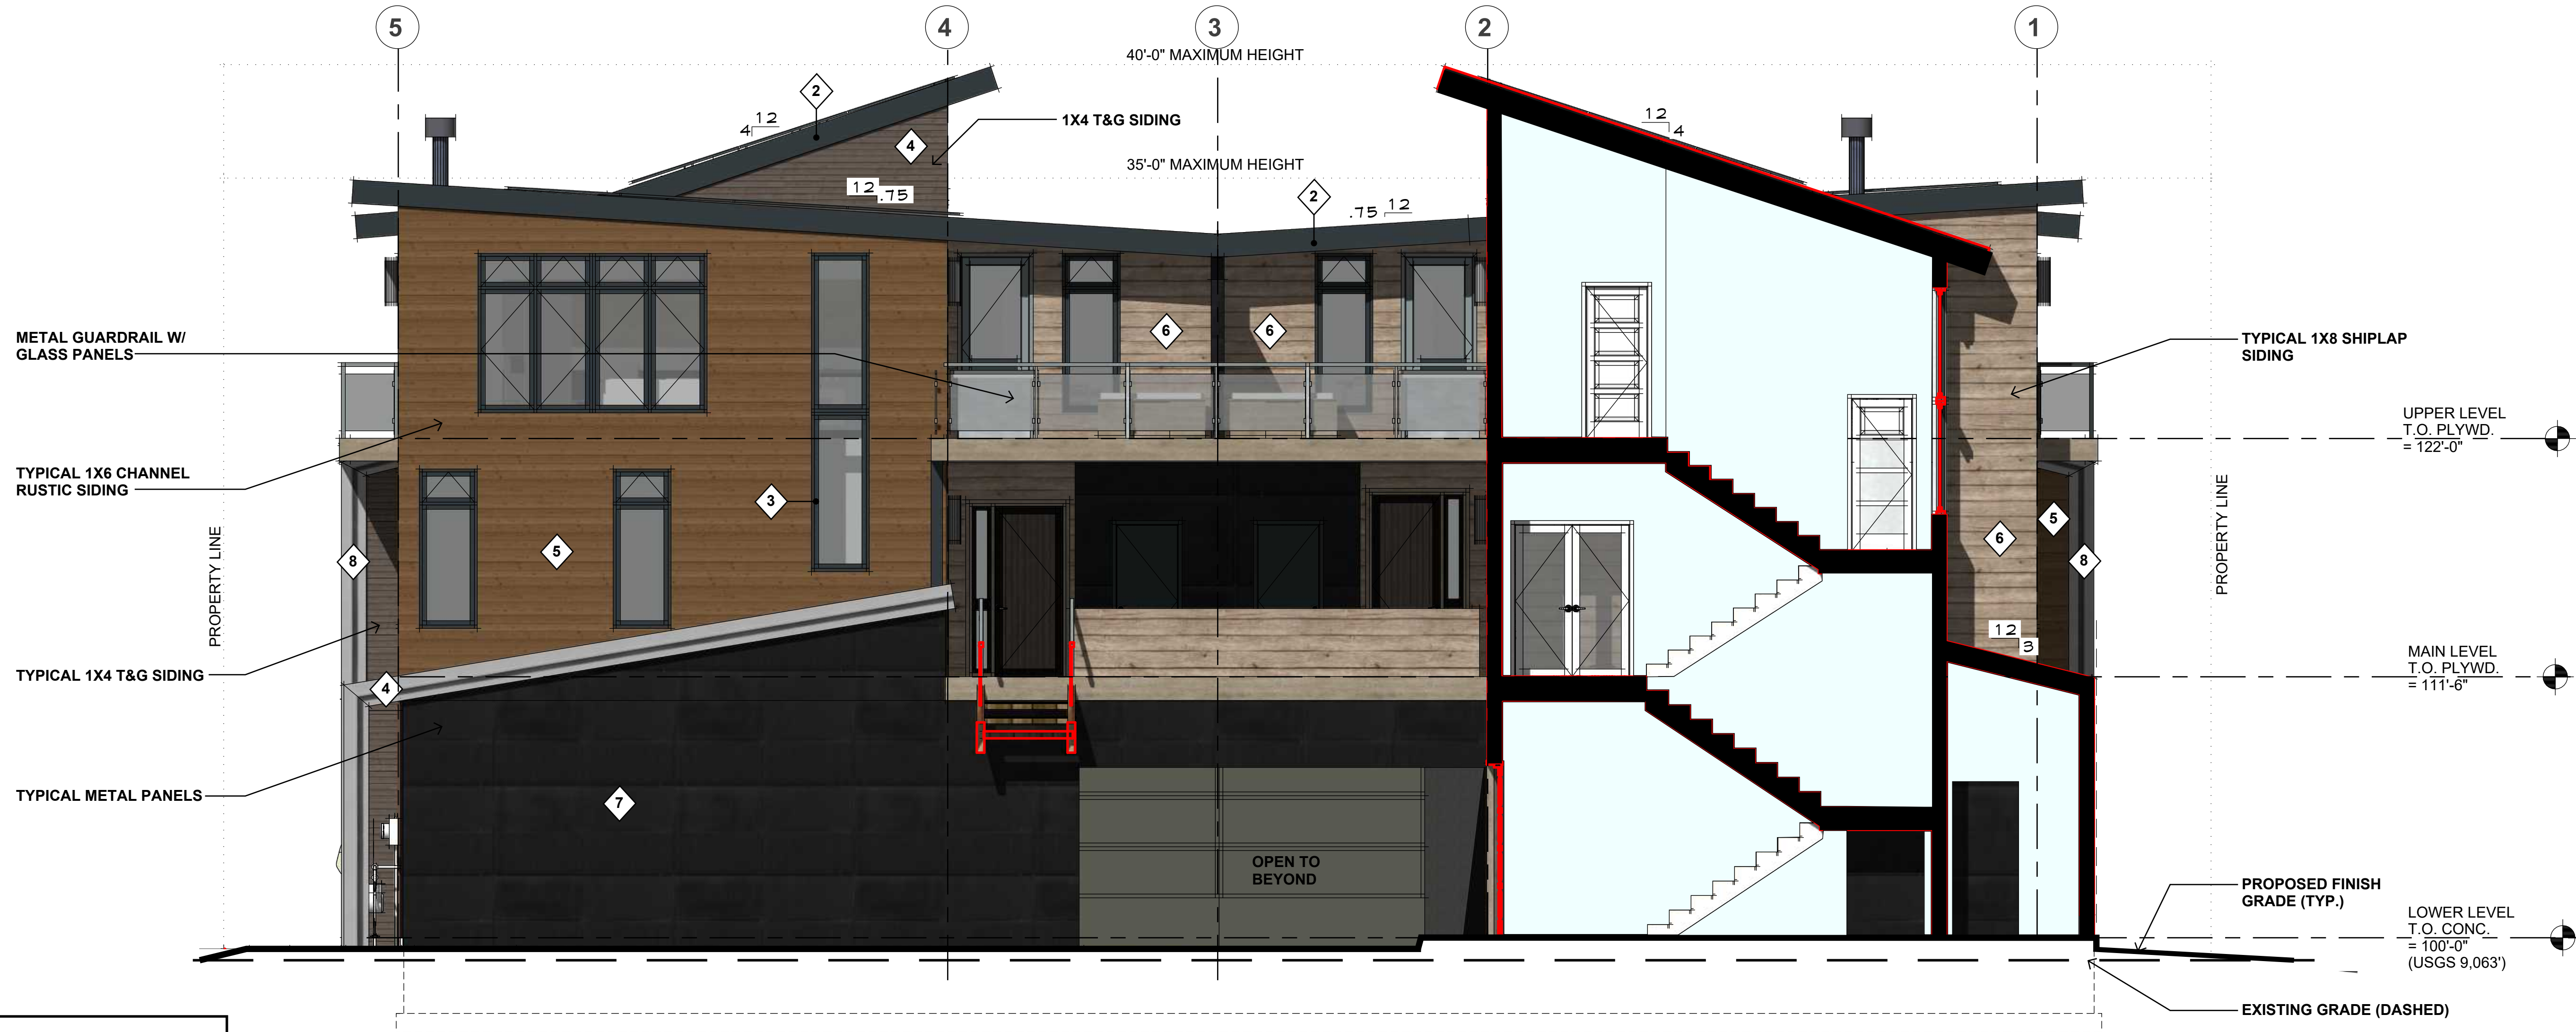 5
4
3
2
1
40'-0" MAXIMUM HEIGHT
2
12
4
1X4 T&G SIDING
4
12
4
35'-0" MAXIMUM HEIGHT
12
.75
2
.75
12
METAL GUARDRAIL W/
GLASS PANELS
6
6
TYPICAL 1X8 SHIPLAP
SIDING
UPPER LEVEL
T.O. PLYWD.
= 122'-0"
TYPICAL 1X6 CHANNEL
RUSTIC SIDING
3
5
8
PROPERTY LINE
6
5
8
PROPERTY LINE
12
3
TYPICAL 1X4 T&G SIDING
4
MAIN LEVEL
T.O. PLYWD.
= 111'-6"
TYPICAL METAL PANELS
7
OPEN TO
BEYOND
PROPOSED FINISH
GRADE (TYP.)
LOWER LEVEL
T.O. CONC.
= 100'-0"
(USGS 9,063')
EXISTING GRADE (DASHED)